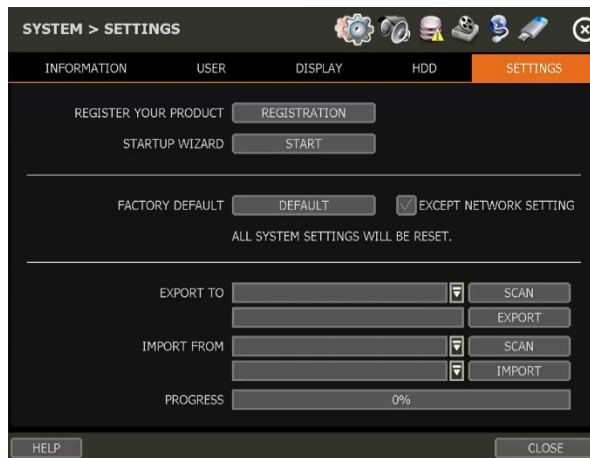 SYSTEM > SETTINGS
INFORMATION USER DISPLAY HDD SETTINGS
REGISTER YOUR PRODUCT REGISTRATION
STARTUP WIZARD START
FACTORY DEFAULT DEFAULT EXCEPT NETWORK SETTING
ALL SYSTEM SETTINGS WILL BE RESET.
EXPORT TO SCAN
EXPORT
IMPORT FROM SCAN
IMPORT
PROGRESS 0%
HELP CLOSE